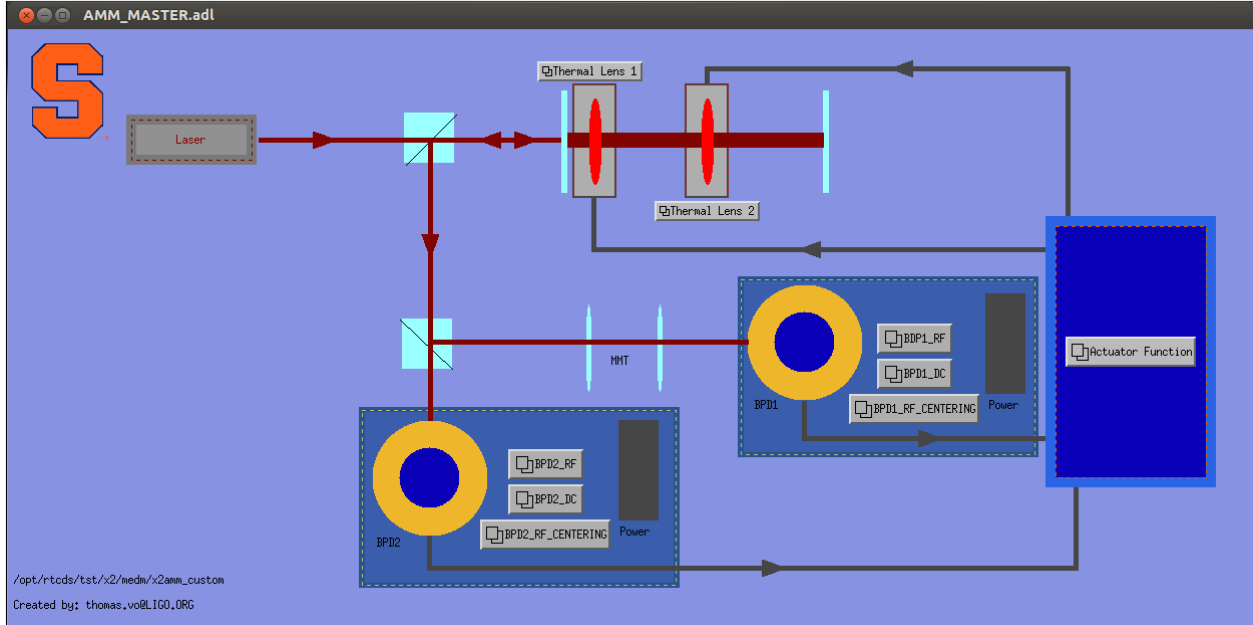 AMM_MASTER.adl
S
Thermal Lens 1
Laser
Thermal Lens 2
Actuator Function
MMT
BDP1_RF
BPD1_DC
BPD1_RF_CENTERING
BPD1
Power
BPD2_RF
BPD2_DC
BPD2_RF_CENTERING
BPD2
Power
/opt/rtcds/tst/x2/medm/x2amm_custom
Created by: thomas.vo@LIGO.ORG